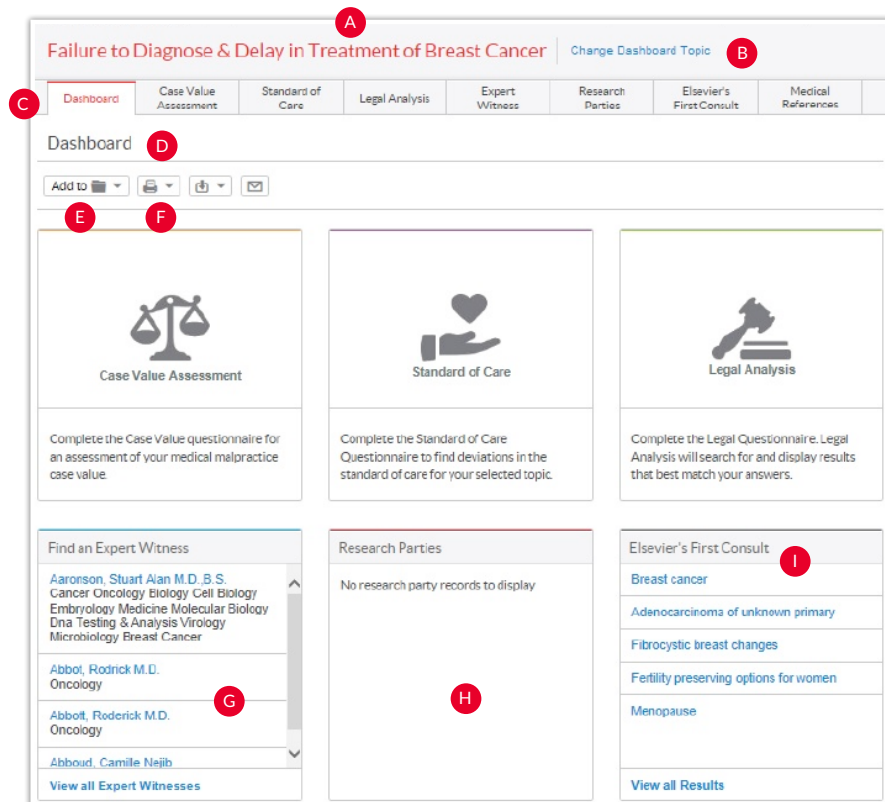 A
Failure to Diagnose & Delay in Treatment of Breast Cancer
Change Dashboard Topic
B
C
Dashboard
Case Value
Assessment
Standard of
Care
Legal Analysis
Expert
Witness
Research
Parties
Elsevier's
First Consult
Medical
References
Dashboard
D
Add to
E
F
Case Value Assessment
Standard of Care
Legal Analysis
Complete the Case Value questionnaire for
an assessment of your medical malpractice
case value.
Complete the Standard of Care
Questionnaire to find deviations in the
standard of care for your selected topic.
Complete the Legal Questionnaire. Legal
Analysis will search for and display results
that best match your answers.
Find an Expert Witness
Aaronson, Stuart Alan M.D.,B.S.
Cancer Oncology Biology Cell Biology
Embryology Medicine Molecular Biology
Dna Testing & Analysis Virology
Microbiology Breast Cancer
Abbot, Rodrick M.D.
Oncology
G
Abbott, Roderick M.D.
Oncology
Abboud, Camille Nejib
View all Expert Witnesses
Research Parties
No research party records to display
H
Elsevier's First Consult
I
Breast cancer
Adenocarcinoma of unknown primary
Fibrocystic breast changes
Fertility preserving options for women
Menopause
View all Results